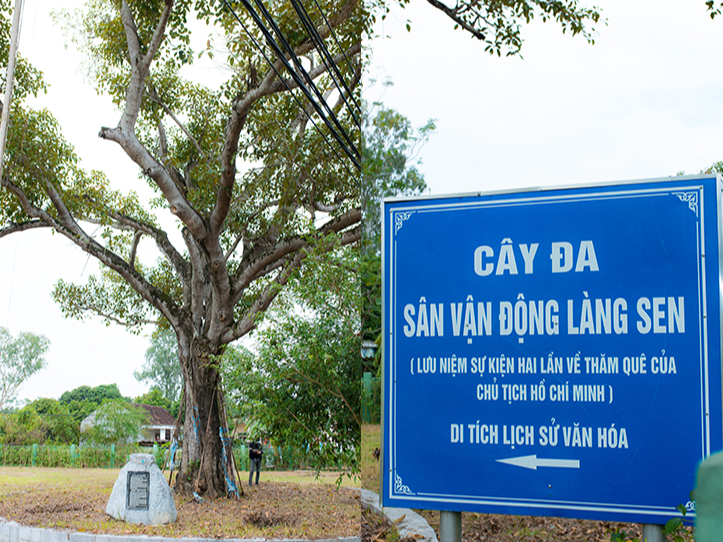 CÂY ĐA
SÂN VẬN ĐỘNG LÀNG SEN
( LƯU NIỆM SỰ KIỆN HAI LẦN VỀ THĂM QUÊ CỦA
CHỦ TỊCH HỒ CHÍ MINH )
DI TÍCH LỊCH SỬ VĂN HÓA